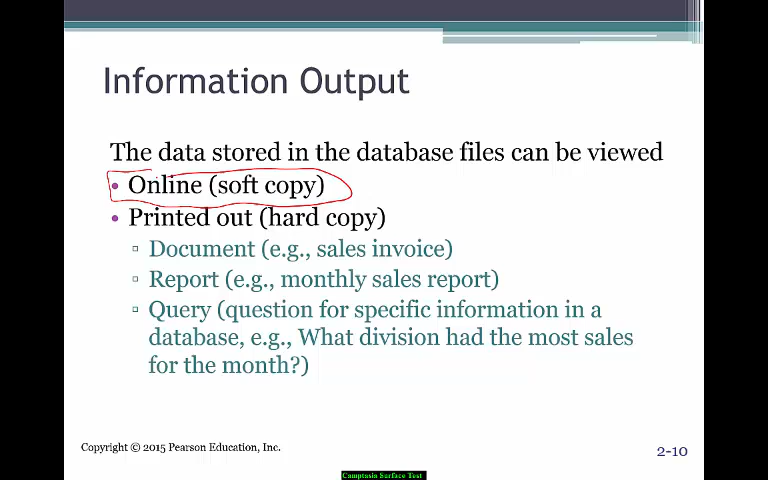 Information Output
The data stored in the database files can be viewed
• Online (soft copy)
• Printed out (hard copy)
▫ Document (e.g., sales invoice)
▫ Report (e.g., monthly sales report)
▫ Query (question for specific information in a
database, e.g., What division had the most sales
for the month?)
Copyright © 2015 Pearson Education, Inc.
2-10
Camptasia Surface Test